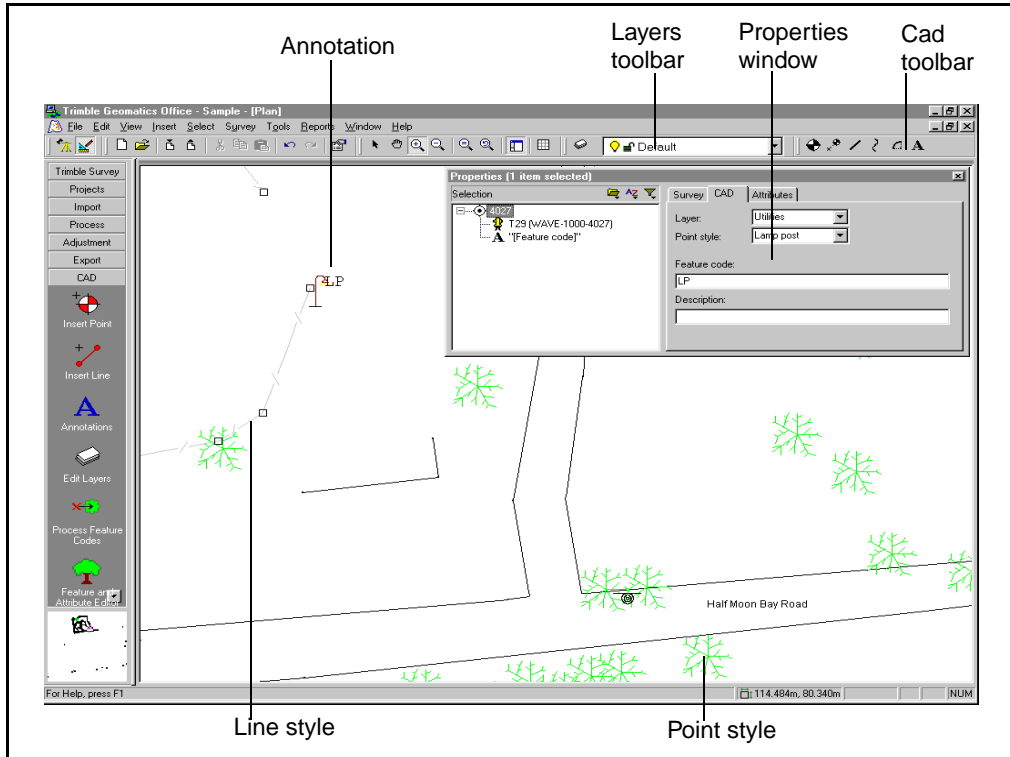 Annotation
Layers toolbar
Properties window
Cad toolbar
Trimble Geomatics Office - Sample - [Plan]
File Edit View Insert Select Survey Tools Reports Window Help
Default
Trimble Survey
Projects
Import
Process
Adjustment
Export
CAD
Insert Point
Insert Line
A
Annotations
Edit Layers
Process Feature Codes
Feature and Attribute Editor
Properties (1 item selected)
Selection
4027
T29 (WAVE-1000-4027)
A "[Feature code]"
Survey CAD Attributes
Layer: Utilities
Point style: Lamp post
Feature code:
LP
Description:
LP
Half Moon Bay Road
For Help, press F1
114.484m, 80.340m
NUM
Line style
Point style